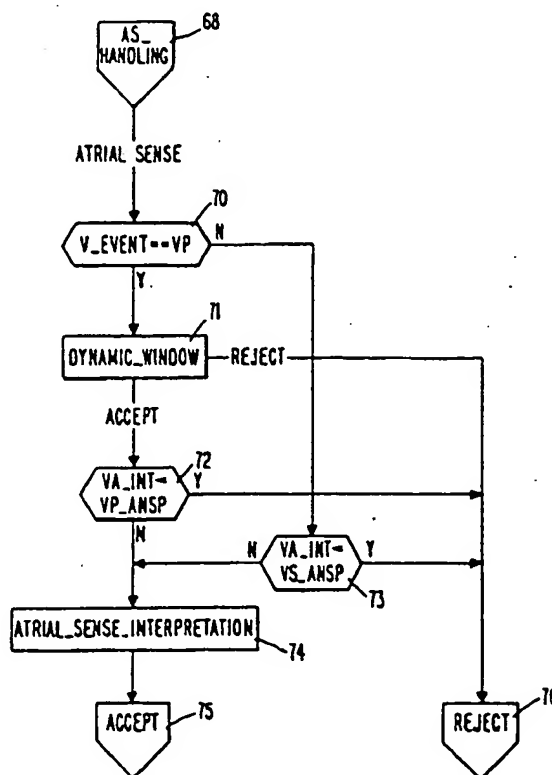 AS_
HANDLING
68
ATRIAL SENSE
70
V_EVENT==VP
N
Y
71
DYNAMIC_WINDOW
REJECT
ACCEPT
72
VA_INT<
VP_ANSP
Y
N
N
VA_INT<
VS_ANSP
Y
73
ATRIAL_SENSE_INTERPRETATION
74
ACCEPT
75
REJECT